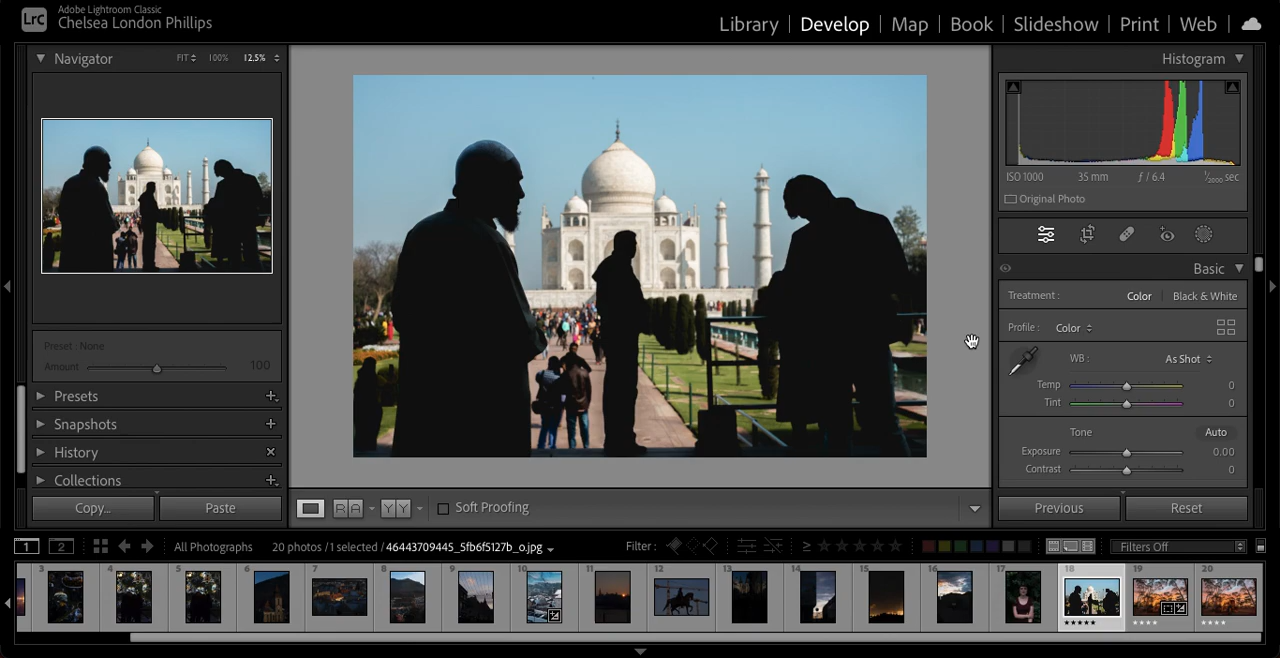 LrC
Adobe Lightroom Classic
Chelsea London Phillips
Library | Develop | Map | Book | Slideshow | Print | Web
Navigator FIT 100% 12.5%
Preset : None
Amount 100
Presets
Snapshots
History
Collections
Copy... Paste
R A Y Y Soft Proofing
Histogram
ISO 1000 35 mm ƒ / 6.4 sec
Original Photo
Basic
Treatment : Color Black & White
Profile : Color
WB : As Shot
Temp 0
Tint 0
Tone Auto
Exposure 0.00
Contrast 0
Previous Reset
1 2 All Photographs 20 photos / 1 selected / 46443709445_5fb6f5127b_o.jpg Filter : ≥ ★★★★★ Filters Off
3 4 5 6 7 8 9 10 11 12 13 14 15 16 17 18 19 20
★★★★★ ★★★★ ★★★★